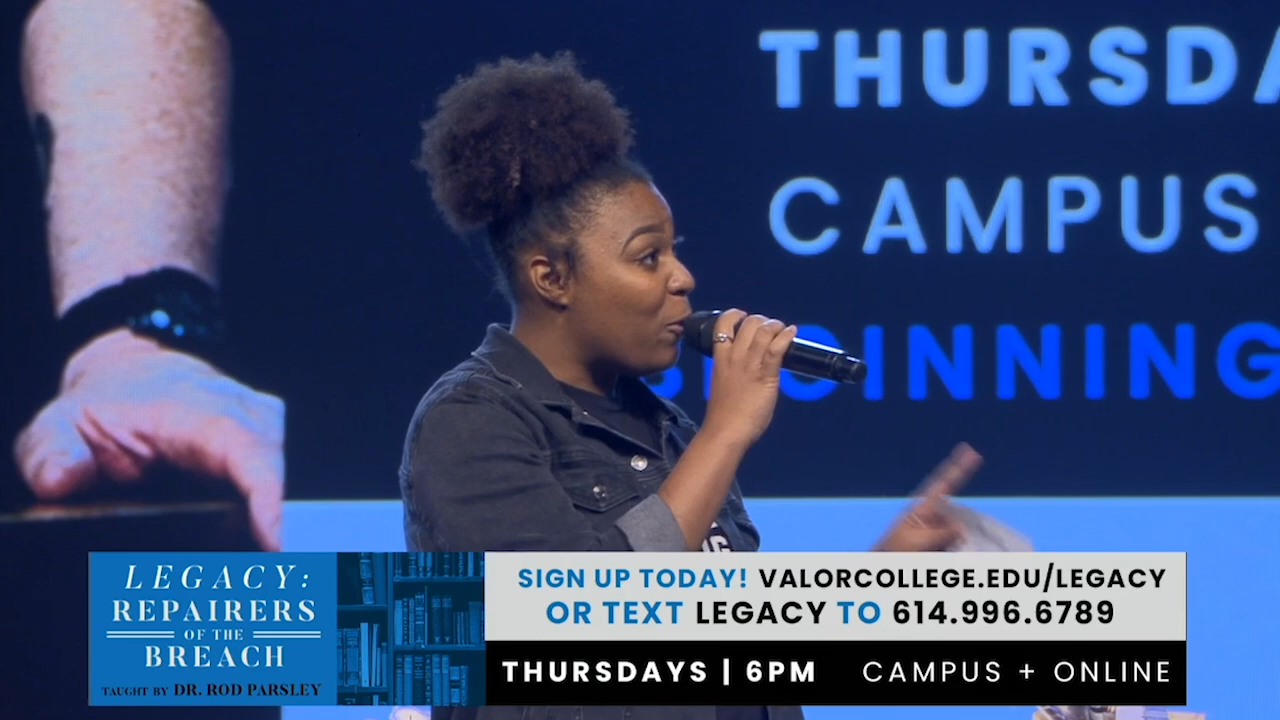 THURSDA
CAMPUS
BEGINNING
LEGACY:
REPAIRERS
OF THE
BREACH
TAUGHT BY DR. ROD PARSLEY
SIGN UP TODAY! VALORCOLLEGE.EDU/LEGACY
OR TEXT LEGACY TO 614.996.6789
THURSDAYS | 6PM CAMPUS + ONLINE